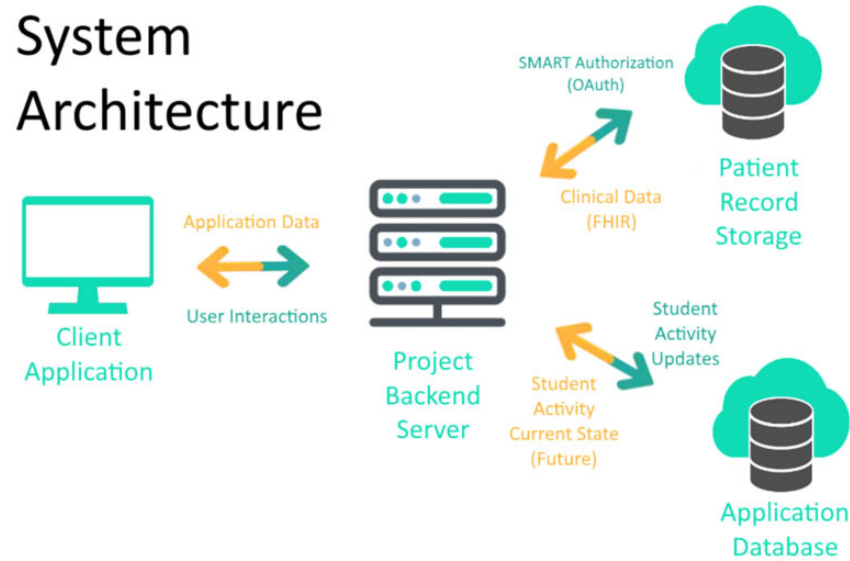 System
Architecture
SMART Authorization
(OAuth)
Clinical Data
(FHIR)
Patient
Record
Storage
Application Data
User Interactions
Client
Application
Project
Backend
Server
Student
Activity
Updates
Student
Activity
Current State
(Future)
Application
Database